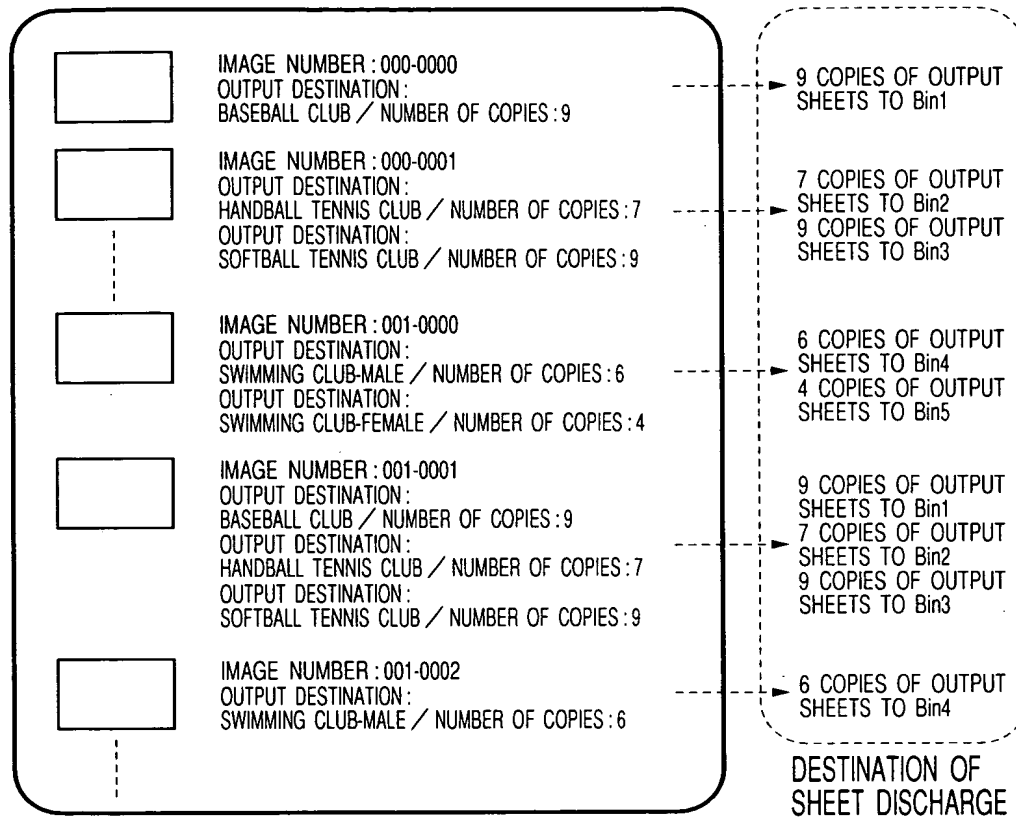 IMAGE NUMBER : 000-0000
OUTPUT DESTINATION :
BASEBALL CLUB / NUMBER OF COPIES : 9
9 COPIES OF OUTPUT
SHEETS TO Bin1
IMAGE NUMBER : 000-0001
OUTPUT DESTINATION :
HANDBALL TENNIS CLUB / NUMBER OF COPIES : 7
OUTPUT DESTINATION :
SOFTBALL TENNIS CLUB / NUMBER OF COPIES : 9
7 COPIES OF OUTPUT
SHEETS TO Bin2
9 COPIES OF OUTPUT
SHEETS TO Bin3
IMAGE NUMBER : 001-0000
OUTPUT DESTINATION :
SWIMMING CLUB-MALE / NUMBER OF COPIES : 6
OUTPUT DESTINATION :
SWIMMING CLUB-FEMALE / NUMBER OF COPIES : 4
6 COPIES OF OUTPUT
SHEETS TO Bin4
4 COPIES OF OUTPUT
SHEETS TO Bin5
IMAGE NUMBER : 001-0001
OUTPUT DESTINATION :
BASEBALL CLUB / NUMBER OF COPIES : 9
OUTPUT DESTINATION :
HANDBALL TENNIS CLUB / NUMBER OF COPIES : 7
OUTPUT DESTINATION :
SOFTBALL TENNIS CLUB / NUMBER OF COPIES : 9
9 COPIES OF OUTPUT
SHEETS TO Bin1
7 COPIES OF OUTPUT
SHEETS TO Bin2
9 COPIES OF OUTPUT
SHEETS TO Bin3
IMAGE NUMBER : 001-0002
OUTPUT DESTINATION :
SWIMMING CLUB-MALE / NUMBER OF COPIES : 6
6 COPIES OF OUTPUT
SHEETS TO Bin4
DESTINATION OF
SHEET DISCHARGE